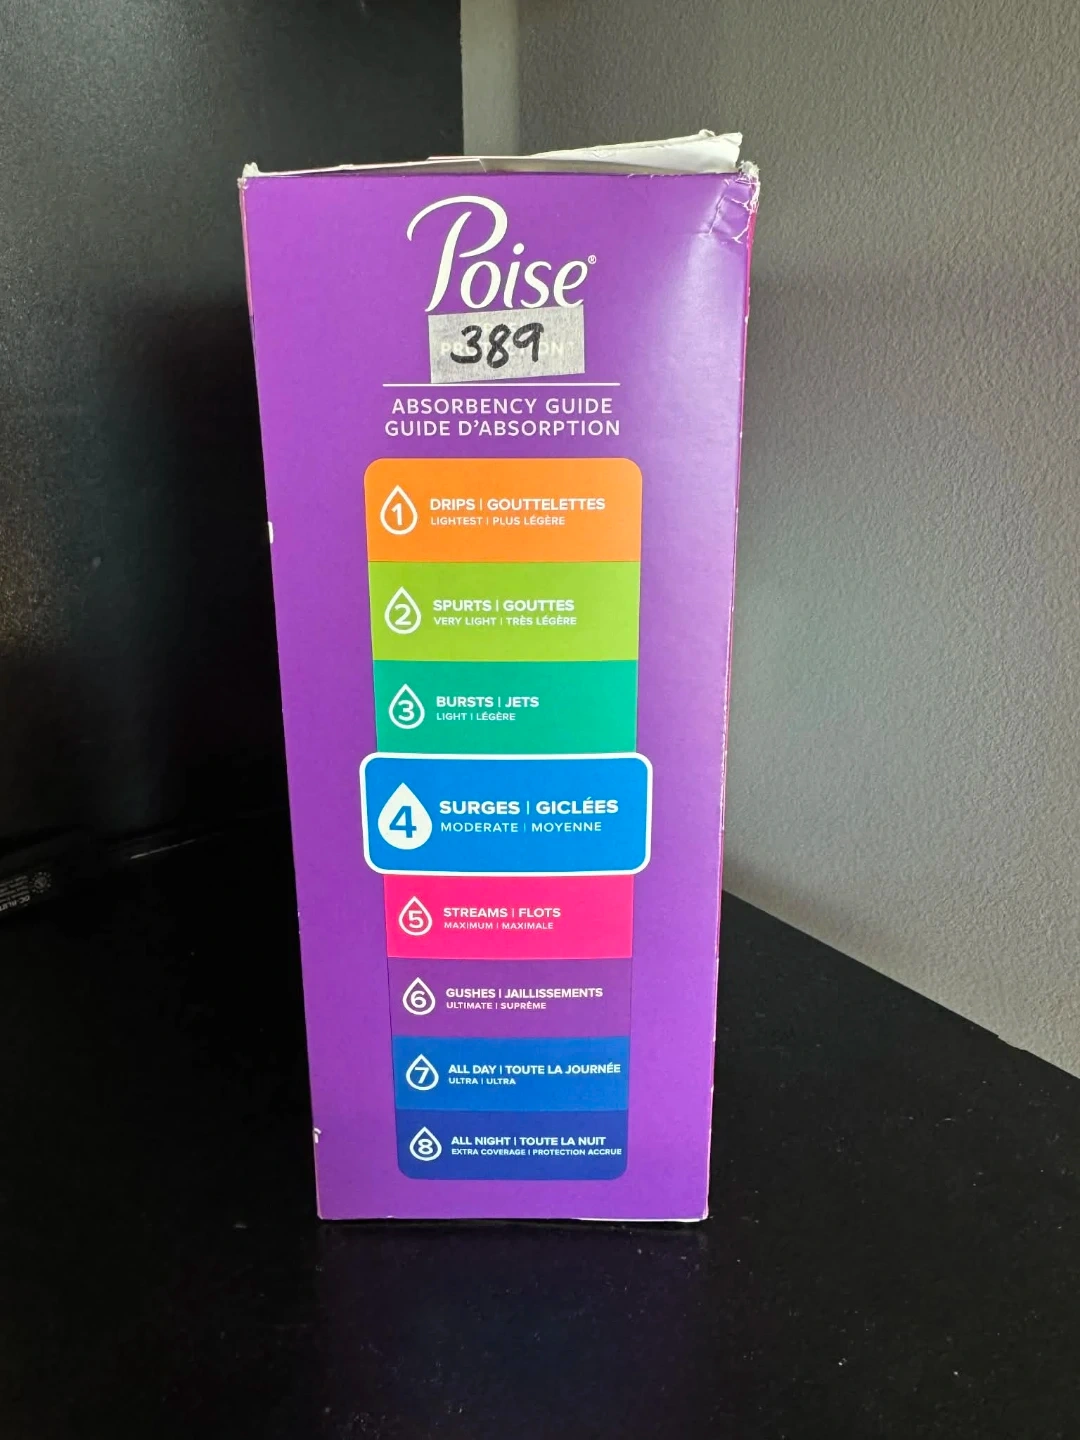 Poise®
389
ABSORBENCY GUIDE
GUIDE D'ABSORPTION
1
DRIPS | GOUTTELETTES
LIGHTEST | PLUS LÉGÈRE
2
SPURTS | GOUTTES
VERY LIGHT | TRÈS LÉGÈRE
3
BURSTS | JETS
LIGHT | LÉGÈRE
4
SURGES | GICLÉES
MODERATE | MOYENNE
5
STREAMS | FLOTS
MAXIMUM | MAXIMALE
6
GUSHES | JAILLISSEMENTS
ULTIMATE | SUPRÊME
7
ALL DAY | TOUTE LA JOURNÉE
ULTRA | ULTRA
8
ALL NIGHT | TOUTE LA NUIT
EXTRA COVERAGE | PROTECTION ACCRUE